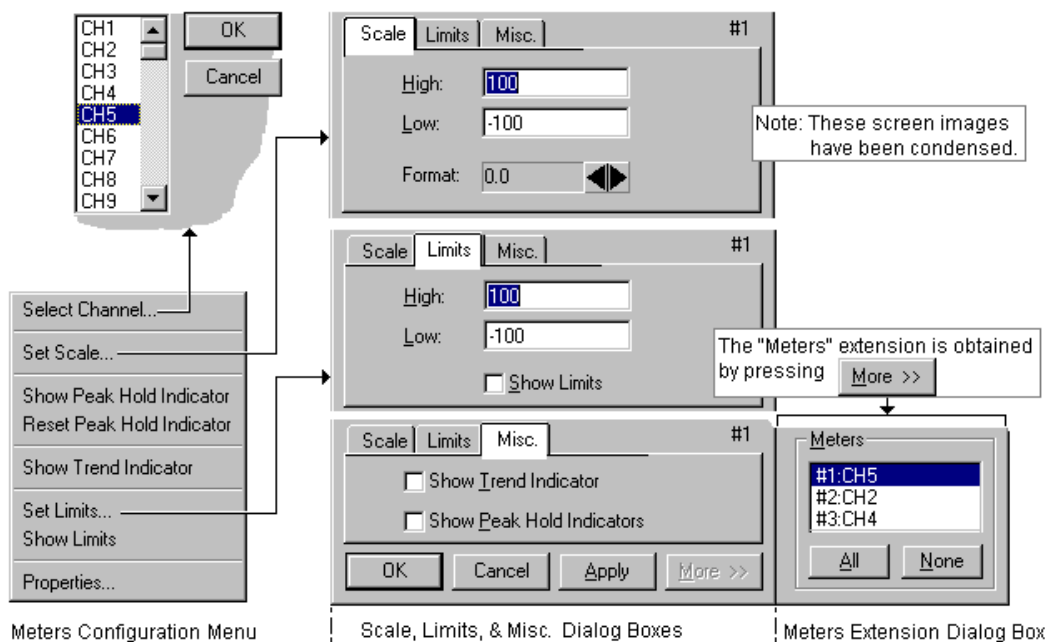 CH1
CH2
CH3
CH4
CH5
CH6
CH7
CH8
CH9
OK
Cancel
Scale Limits Misc. #1
High: 100
Low: -100
Format: 0.0
Note: These screen images
have been condensed.
Scale Limits Misc. #1
High: 100
Low: -100
Show Limits
Select Channel...
Set Scale...
Show Peak Hold Indicator
Reset Peak Hold Indicator
Show Trend Indicator
Set Limits...
Show Limits
Properties...
The "Meters" extension is obtained
by pressing More >>
Scale Limits Misc. #1
Show Trend Indicator
Show Peak Hold Indicators
OK Cancel Apply More >>
Meters
#1:CH5
#2:CH2
#3:CH4
All None
Meters Configuration Menu
Scale, Limits, & Misc. Dialog Boxes
Meters Extension Dialog Box